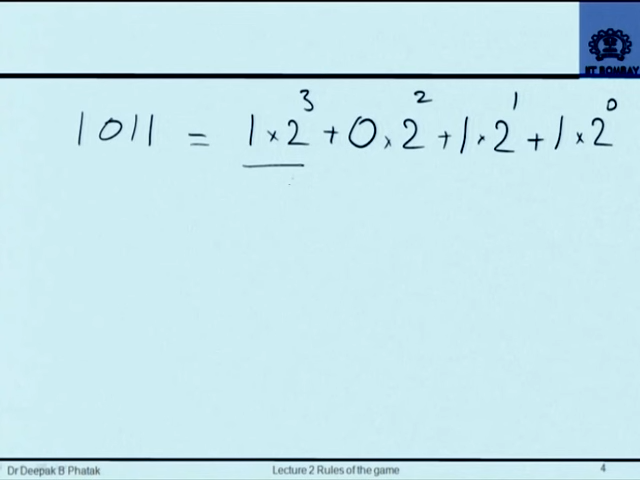 IIT BOMBAY
1011 = 1 × 2³ + 0 × 2² + 1 × 2¹ + 1 × 2⁰
Dr Deepak B Phatak Lecture 2 Rules of the game 4